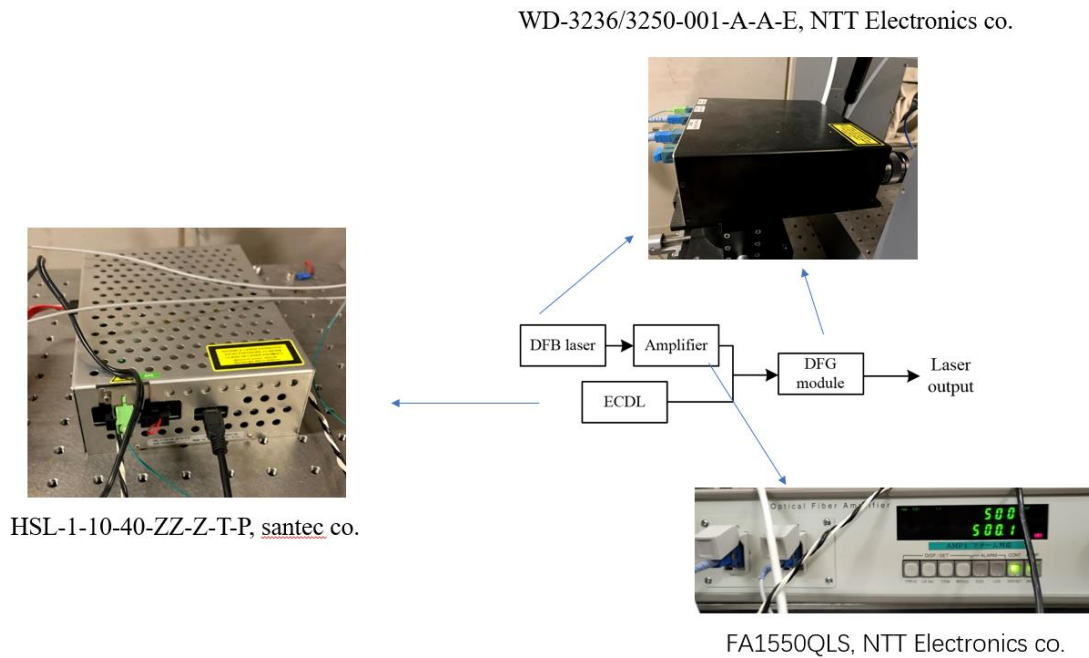 WD-3236/3250-001-A-A-E, NTT Electronics co.
DFB laser
Amplifier
ECDL
DFG
module
Laser
output
HSL-1-10-40-ZZ-Z-T-P, santec co.
Optical Fiber Amplifier
500
500.1
FA1550QLS, NTT Electronics co.